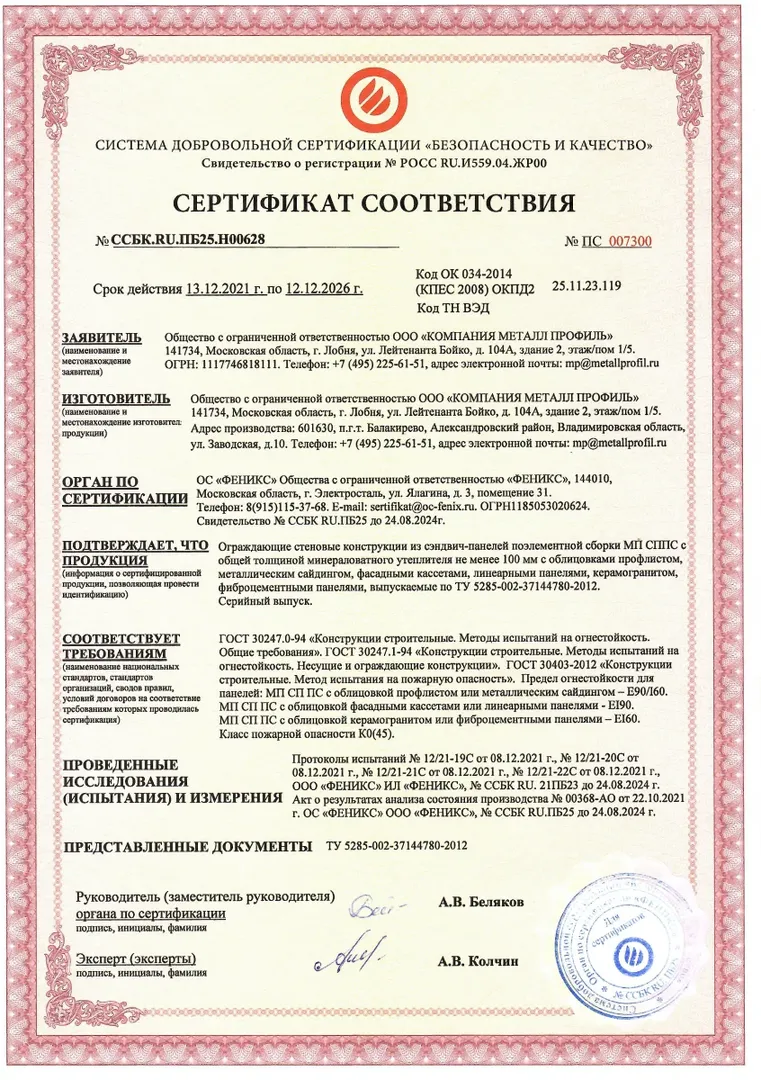 СИСТЕМА ДОБРОВОЛЬНОЙ СЕРТИФИКАЦИИ «БЕЗОПАСНОСТЬ И КАЧЕСТВО»
Свидетельство о регистрации № РОСС RU.И559.04.ЖР00
СЕРТИФИКАТ СООТВЕТСТВИЯ
№ ССБК.RU.ПБ25.Н00628
№ ПС 007300
Срок действия 13.12.2021 г. по 12.12.2026 г.
Код ОК 034-2014
(КПЕС 2008) ОКПД2 25.11.23.119
Код ТН ВЭД
ЗАЯВИТЕЛЬ
(наименование и
местонахождение
заявителя)
Общество с ограниченной ответственностью ООО «КОМПАНИЯ МЕТАЛЛ ПРОФИЛЬ»
141734, Московская область, г. Лобня, ул. Лейтенанта Бойко, д. 104А, здание 2, этаж/пом 1/5.
ОГРН: 1117746818111. Телефон: +7 (495) 225-61-51, адрес электронной почты: mp@metallprofil.ru
ИЗГОТОВИТЕЛЬ
(наименование и
местонахождение изготовител
продукции)
Общество с ограниченной ответственностью ООО «КОМПАНИЯ МЕТАЛЛ ПРОФИЛЬ»
141734, Московская область, г. Лобня, ул. Лейтенанта Бойко, д. 104А, здание 2, этаж/пом 1/5.
Адрес производства: 601630, п.г.т. Балакирево, Александровский район, Владимировская область,
ул. Заводская, д.10. Телефон: +7 (495) 225-61-51, адрес электронной почты: mp@metallprofil.ru
ОРГАН ПО
СЕРТИФИКАЦИИ
ОС «ФЕНИКС» Общества с ограниченной ответственностью «ФЕНИКС», 144010,
Московская область, г. Электросталь, ул. Ялагина, д. 3, помещение 31.
Телефон: 8(915)115-37-68. E-mail: sertifikat@oc-fenix.ru. ОГРН1185053020624.
Свидетельство № ССБК RU.ПБ25 до 24.08.2024г.
ПОДТВЕРЖДАЕТ, ЧТО
ПРОДУКЦИЯ
(информация о сертифицированной
продукции, позволяющая провести
идентификацию)
Ограждающие стеновые конструкции из сэндвич-панелей поэлементной сборки МП СППС с
общей толщиной минераловатного утеплителя не менее 100 мм с облицовками профлистом,
металлическим сайдингом, фасадными кассетами, линеарными панелями, керамогранитом,
фиброцементными панелями, выпускаемые по ТУ 5285-002-37144780-2012.
Серийный выпуск.
СООТВЕТСТВУЕТ
ТРЕБОВАНИЯМ
(наименование национальных
стандартов, стандартов
организаций, сводов правил,
условий договоров на соответствие
требованиям которых проводилась
сертификация)
ГОСТ 30247.0-94 «Конструкции строительные. Методы испытаний на огнестойкость.
Общие требования». ГОСТ 30247.1-94 «Конструкции строительные. Методы испытаний на
огнестойкость. Несущие и ограждающие конструкции». ГОСТ 30403-2012 «Конструкции
строительные. Метод испытания на пожарную опасность». Предел огнестойкости для
панелей: МП СП ПС с облицовкой профлистом или металлическим сайдингом – Е90/I60.
МП СП ПС с облицовкой фасадными кассетами или линеарными панелями - EI90.
МП СП ПС с облицовкой керамогранитом или фиброцементными панелями – EI60.
Класс пожарной опасности К0(45).
ПРОВЕДЕННЫЕ
ИССЛЕДОВАНИЯ
(ИСПЫТАНИЯ) И ИЗМЕРЕНИЯ
Протоколы испытаний № 12/21-19С от 08.12.2021 г., № 12/21-20С от
08.12.2021 г., № 12/21-21С от 08.12.2021 г., № 12/21-22С от 08.12.2021 г.,
ООО «ФЕНИКС» ИЛ «ФЕНИКС», № ССБК RU. 21ПБ23 до 24.08.2024 г.
Акт о результатах анализа состояния производства № 00368-АО от 22.10.2021
г. ОС «ФЕНИКС» ООО «ФЕНИКС», № ССБК RU.ПБ25 до 24.08.2024 г.
ПРЕДСТАВЛЕННЫЕ ДОКУМЕНТЫ ТУ 5285-002-37144780-2012
Руководитель (заместитель руководителя)
органа по сертификации
подпись, инициалы, фамилия
А.В. Беляков
Эксперт (эксперты)
подпись, инициалы, фамилия
А.В. Колчин
Для
сертификатов
№ ССБК RU.ПБ25